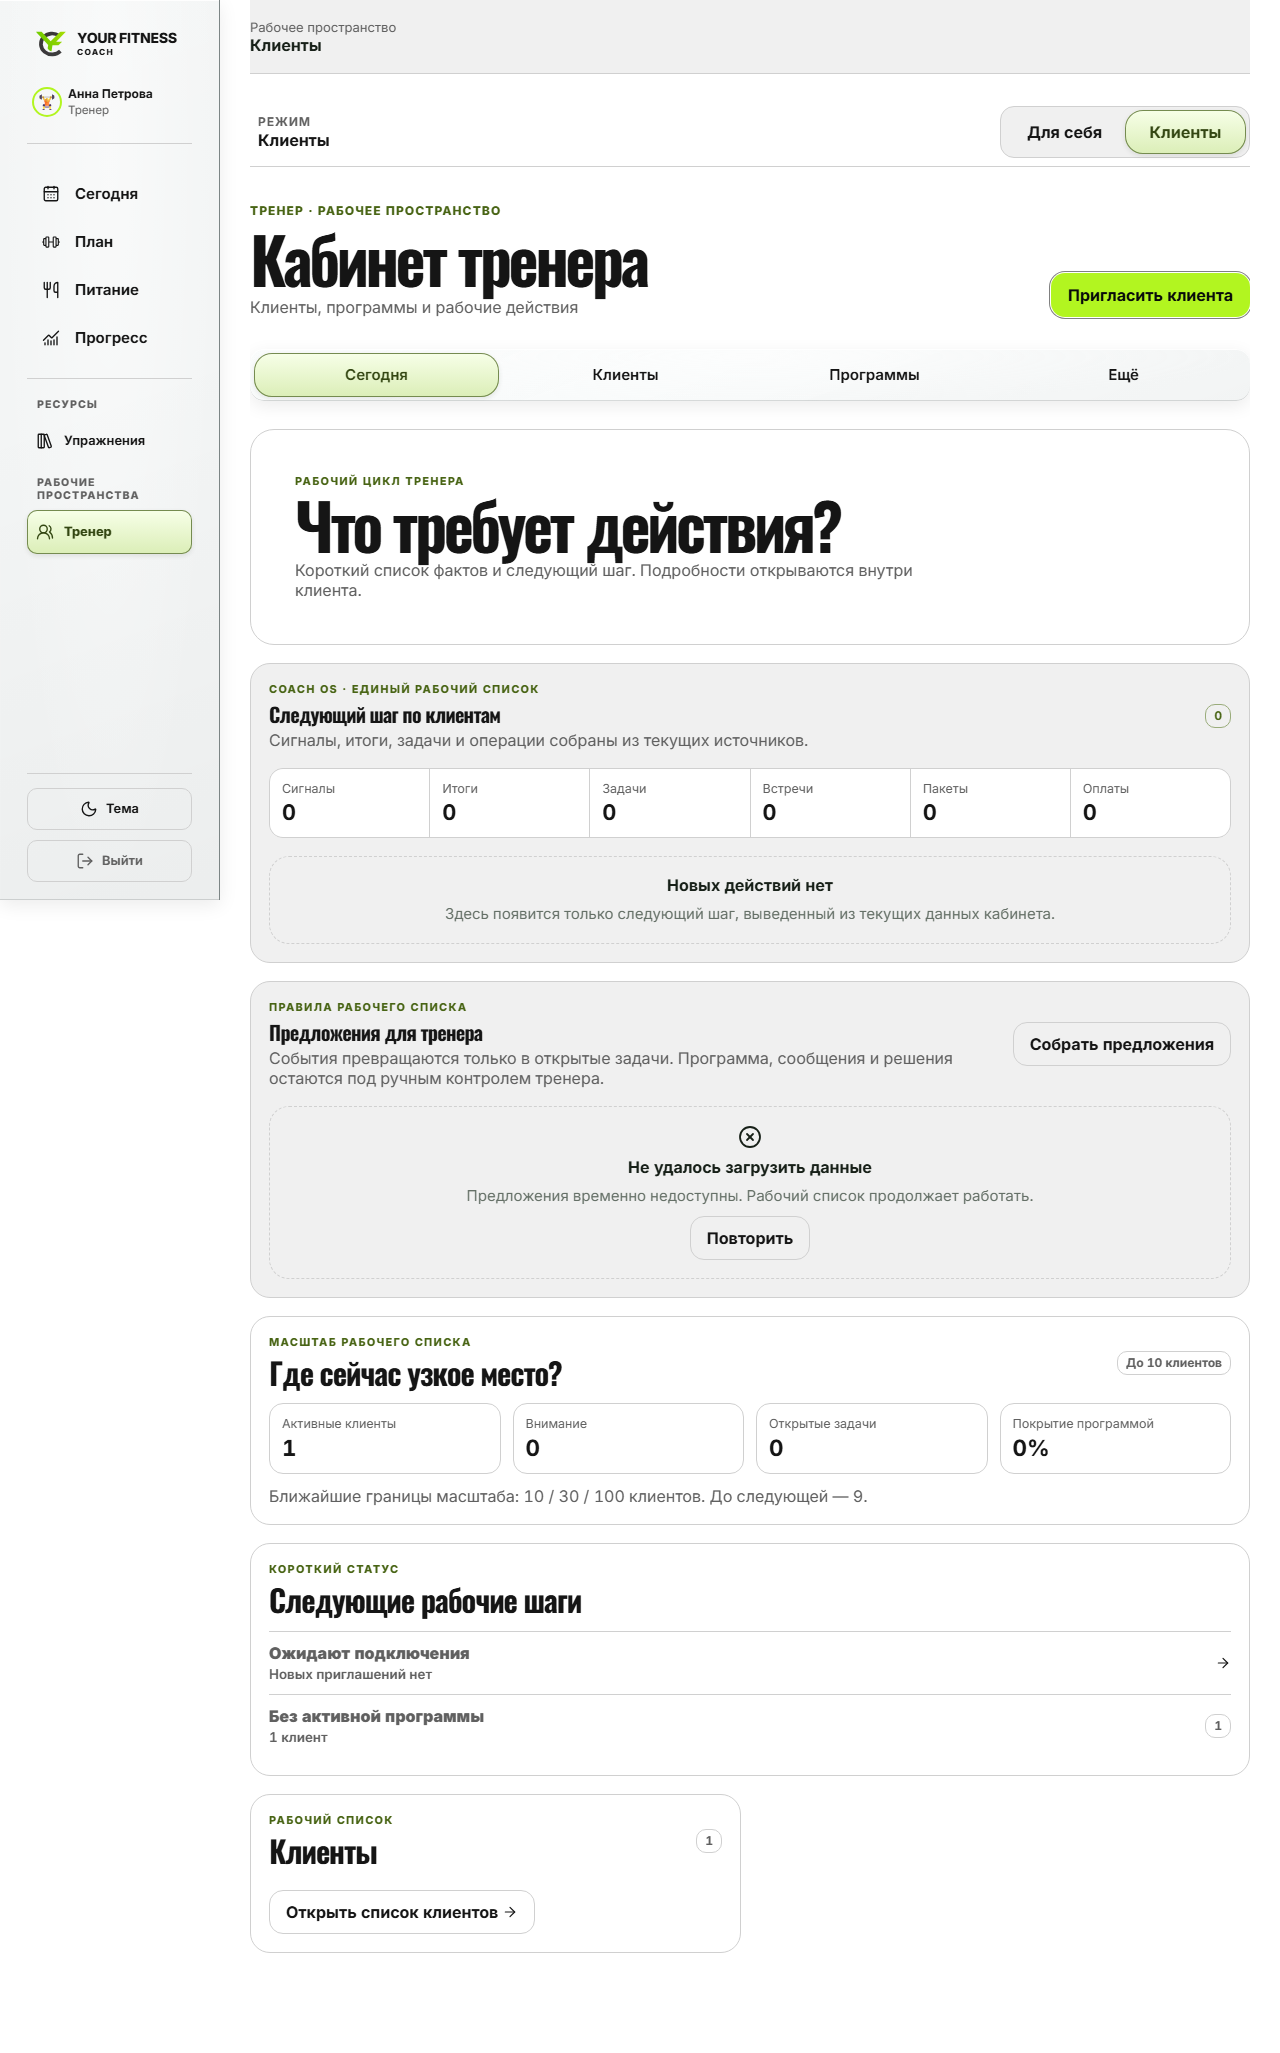 YOUR FITNESS
COACH
Анна Петрова
Тренер
Сегодня
План
Питание
Прогресс
РЕСУРСЫ
Упражнения
РАБОЧИЕ
ПРОСТРАНСТВА
Тренер
Тема
Выйти
Рабочее пространство
Клиенты
РЕЖИМ
Клиенты
Для себя
Клиенты
ТРЕНЕР · РАБОЧЕЕ ПРОСТРАНСТВО
Кабинет тренера
Клиенты, программы и рабочие действия
Пригласить клиента
Сегодня
Клиенты
Программы
Ещё
РАБОЧИЙ ЦИКЛ ТРЕНЕРА
Что требует действия?
Короткий список фактов и следующий шаг. Подробности открываются внутри
клиента.
COACH OS · ЕДИНЫЙ РАБОЧИЙ СПИСОК
Следующий шаг по клиентам
0
Сигналы, итоги, задачи и операции собраны из текущих источников.
Сигналы
0
Итоги
0
Задачи
0
Встречи
0
Пакеты
0
Оплаты
0
Новых действий нет
Здесь появится только следующий шаг, выведенный из текущих данных кабинета.
ПРАВИЛА РАБОЧЕГО СПИСКА
Предложения для тренера
События превращаются только в открытые задачи. Программа, сообщения и решения
остаются под ручным контролем тренера.
Собрать предложения
Не удалось загрузить данные
Предложения временно недоступны. Рабочий список продолжает работать.
Повторить
МАСШТАБ РАБОЧЕГО СПИСКА
Где сейчас узкое место?
До 10 клиентов
Активные клиенты
1
Внимание
0
Открытые задачи
0
Покрытие программой
0%
Ближайшие границы масштаба: 10 / 30 / 100 клиентов. До следующей — 9.
КОРОТКИЙ СТАТУС
Следующие рабочие шаги
Ожидают подключения
Новых приглашений нет
Без активной программы
1 клиент
1
РАБОЧИЙ СПИСОК
Клиенты
1
Открыть список клиентов